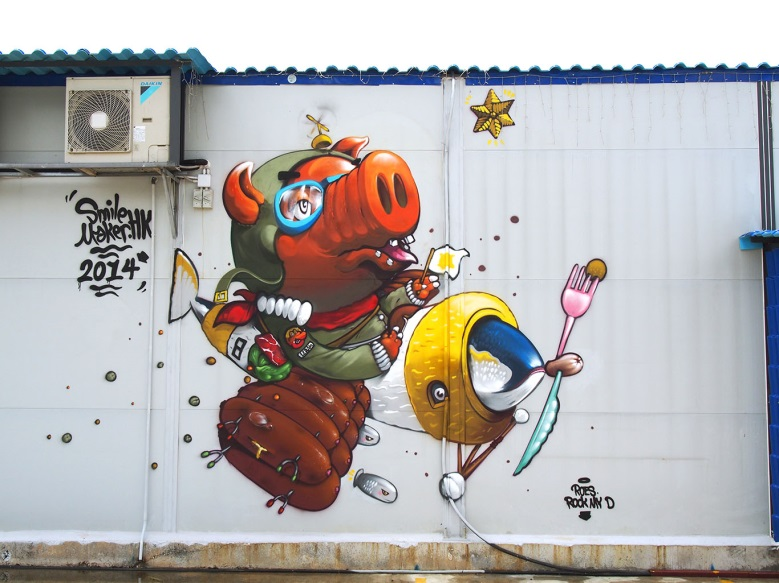 DAIKIN
"Smile
Maker.HK
2014
ROES.
ROCK MY D